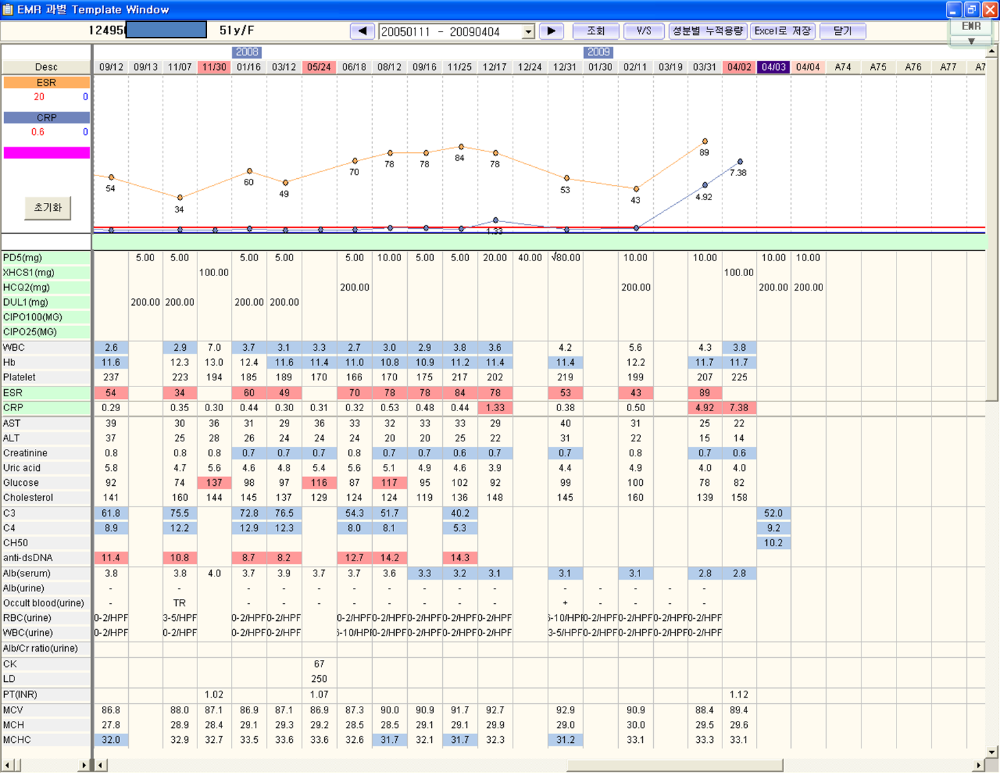 EMR 과별 Template Window
12495 51y/F ◀ 20050111 - 20090404 ▶ 조회 V/S 성분별 누적용량 Excel로 저장 닫기 EMR
2008 2009
Desc 09/12 09/13 11/07 11/30 01/16 03/12 05/24 06/18 08/12 09/16 11/25 12/17 12/24 12/31 01/30 02/11 03/19 03/31 04/02 04/03 04/04 A74 A75 A76 A77 A7
ESR
20 0
CRP
0.6 0
초기화
54 34 60 49 70 78 78 84 78 53 43 89
1.33 4.92 7.38
PD5(mg) 5.00 5.00 5.00 5.00 5.00 10.00 5.00 5.00 20.00 40.00 √80.00 10.00 10.00 10.00 10.00
XHCS1(mg) 100.00 100.00
HCQ2(mg) 200.00 200.00 200.00 200.00
DUL1(mg) 200.00 200.00 200.00 200.00
CIPO100(MG)
CIPO25(MG)
WBC 2.6 2.9 7.0 3.7 3.1 3.3 2.7 3.0 2.9 3.8 3.6 4.2 5.6 4.3 3.8
Hb 11.6 12.3 13.0 12.4 11.6 11.4 11.0 10.8 10.9 11.2 11.4 11.4 12.2 11.7 11.7
Platelet 237 223 194 185 189 170 166 170 175 217 202 219 199 207 225
ESR 54 34 60 49 70 78 78 84 78 53 43 89
CRP 0.29 0.35 0.30 0.44 0.30 0.31 0.32 0.53 0.48 0.44 1.33 0.38 0.50 4.92 7.38
AST 39 30 36 31 29 36 33 32 33 33 29 40 31 25 22
ALT 37 25 28 26 24 24 24 20 20 25 22 31 22 15 14
Creatinine 0.8 0.8 0.8 0.7 0.7 0.7 0.8 0.7 0.7 0.6 0.7 0.7 0.8 0.7 0.6
Uric acid 5.8 4.7 5.6 4.6 4.8 5.4 5.6 5.1 4.9 4.6 3.9 4.4 4.9 4.0 4.0
Glucose 92 74 137 98 97 116 87 117 95 102 92 99 100 78 82
Cholesterol 141 160 144 145 137 129 124 124 119 136 148 145 160 139 158
C3 61.8 75.5 72.8 76.5 54.3 51.7 40.2 52.0
C4 8.9 12.2 12.9 12.3 8.0 8.1 5.3 9.2
CH50 10.2
anti-dsDNA 11.4 10.8 8.7 8.2 12.7 14.2 14.3
Alb(serum) 3.8 3.8 4.0 3.7 3.9 3.7 3.7 3.6 3.3 3.2 3.1 3.1 3.1 2.8 2.8
Alb(urine) - - - - - - - - - - - - - - -
Occult blood(urine) - TR - - - - - - - - + - - - -
RBC(urine) 0-2/HPF 3-5/HPF 0-2/HPF 0-2/HPF 0-2/HPF 0-2/HPF 0-2/HPF 0-2/HPF 0-2/HPF 6-10/HPF 0-2/HPF 0-2/HPF 0-2/HPF 0-2/HPF
WBC(urine) 0-2/HPF 0-2/HPF 0-2/HPF 0-2/HPF 6-10/HPF 0-2/HPF 0-2/HPF 0-2/HPF 0-2/HPF 3-5/HPF 0-2/HPF 0-2/HPF 0-2/HPF 0-2/HPF
Alb/Cr ratio(urine)
CK 67
LD 250
PT(INR) 1.02 1.07 1.12
MCV 86.8 88.0 87.1 86.9 87.1 86.9 87.3 90.0 90.9 91.7 92.7 92.9 90.9 88.4 89.4
MCH 27.8 28.9 28.4 29.1 29.3 29.2 28.5 28.5 29.1 29.1 29.9 29.0 30.0 29.5 29.6
MCHC 32.0 32.9 32.7 33.5 33.6 33.6 32.6 31.7 32.1 31.7 32.3 31.2 33.1 33.3 33.1